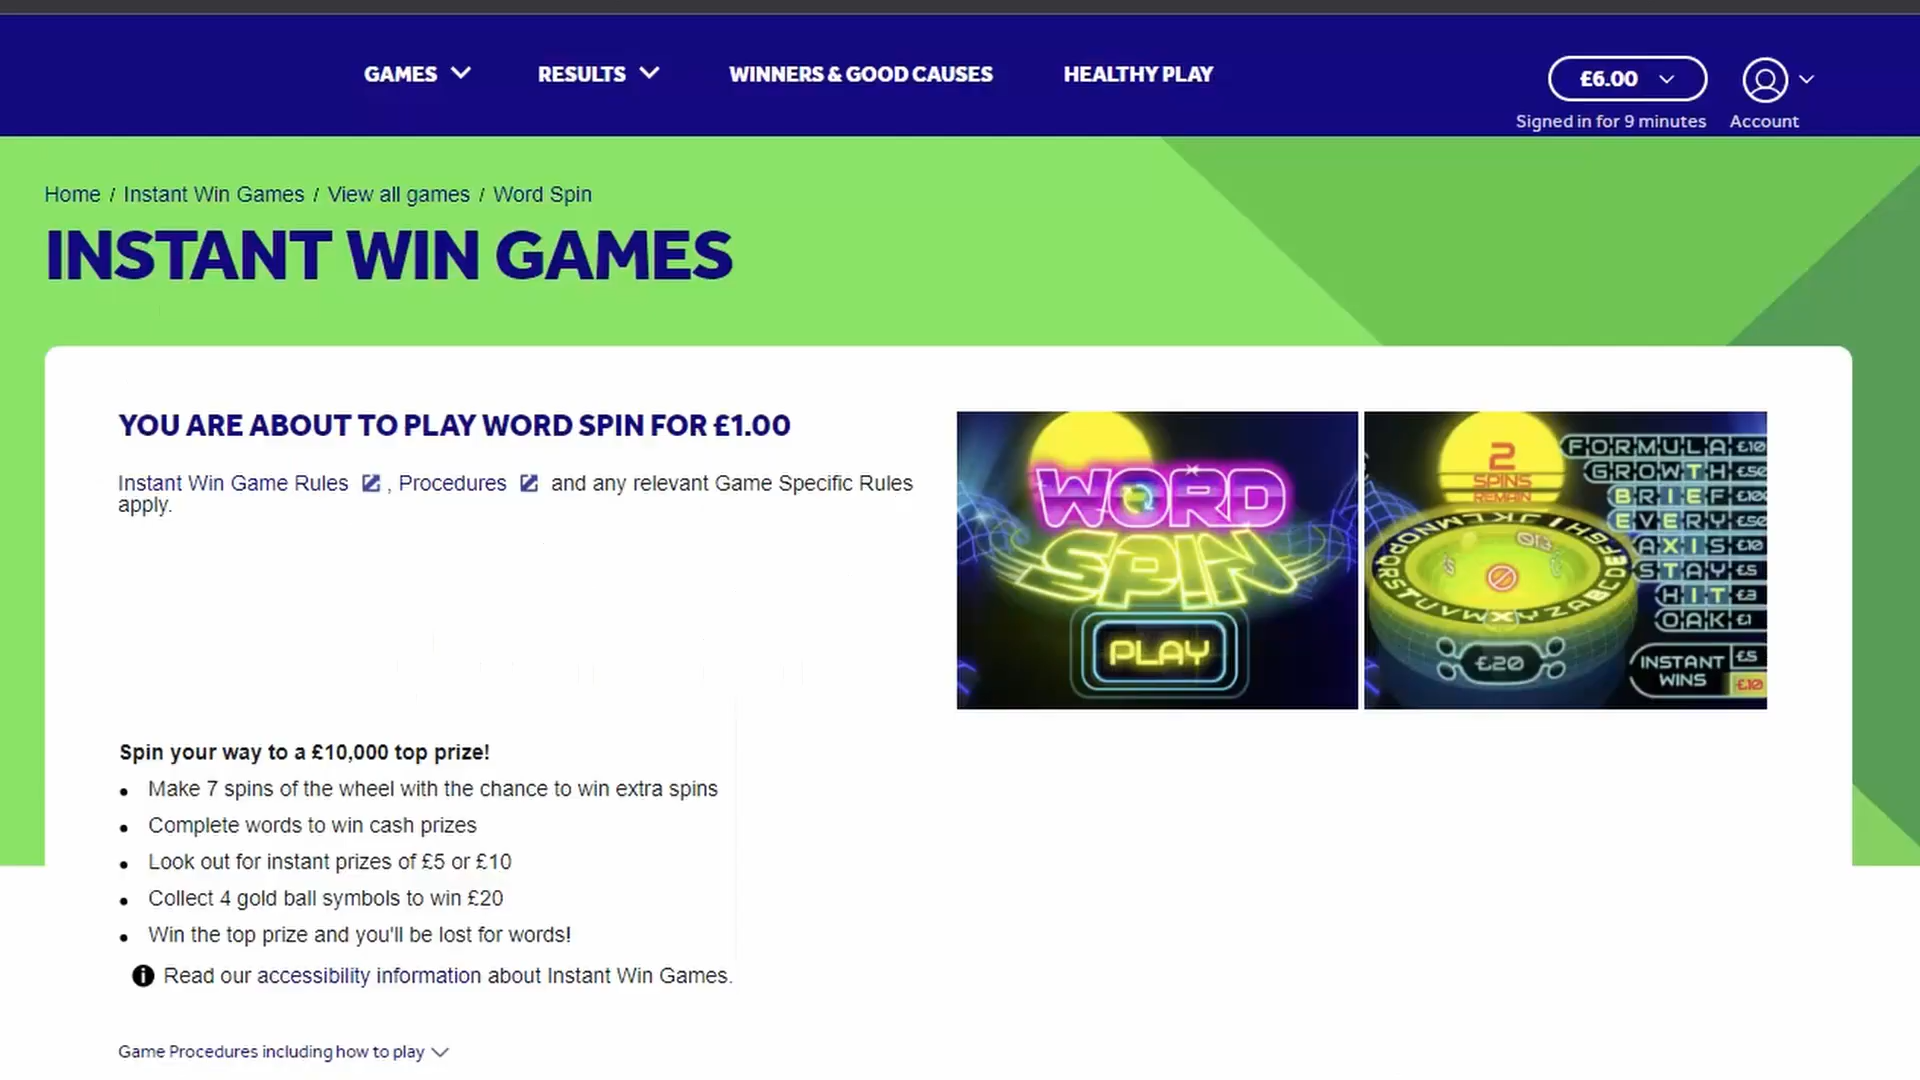 GAMES
RESULTS
WINNERS & GOOD CAUSES
HEALTHY PLAY
£6.00
Signed in for 9 minutes
Account
Home / Instant Win Games / View all games / Word Spin
INSTANT WIN GAMES
YOU ARE ABOUT TO PLAY WORD SPIN FOR £1.00
Instant Win Game Rules , Procedures and any relevant Game Specific Rules
apply.
WORD
SPIN
PLAY
2
SPINS
REMAIN
FORMULA
GROWTH
BRIEF
EVERY
AXIS £10
STAY £5
HIT £3
OAK £1
£20
INSTANT £5
WINS £10
Spin your way to a £10,000 top prize!
• Make 7 spins of the wheel with the chance to win extra spins
• Complete words to win cash prizes
• Look out for instant prizes of £5 or £10
• Collect 4 gold ball symbols to win £20
• Win the top prize and you'll be lost for words!
Read our accessibility information about Instant Win Games.
Game Procedures including how to play